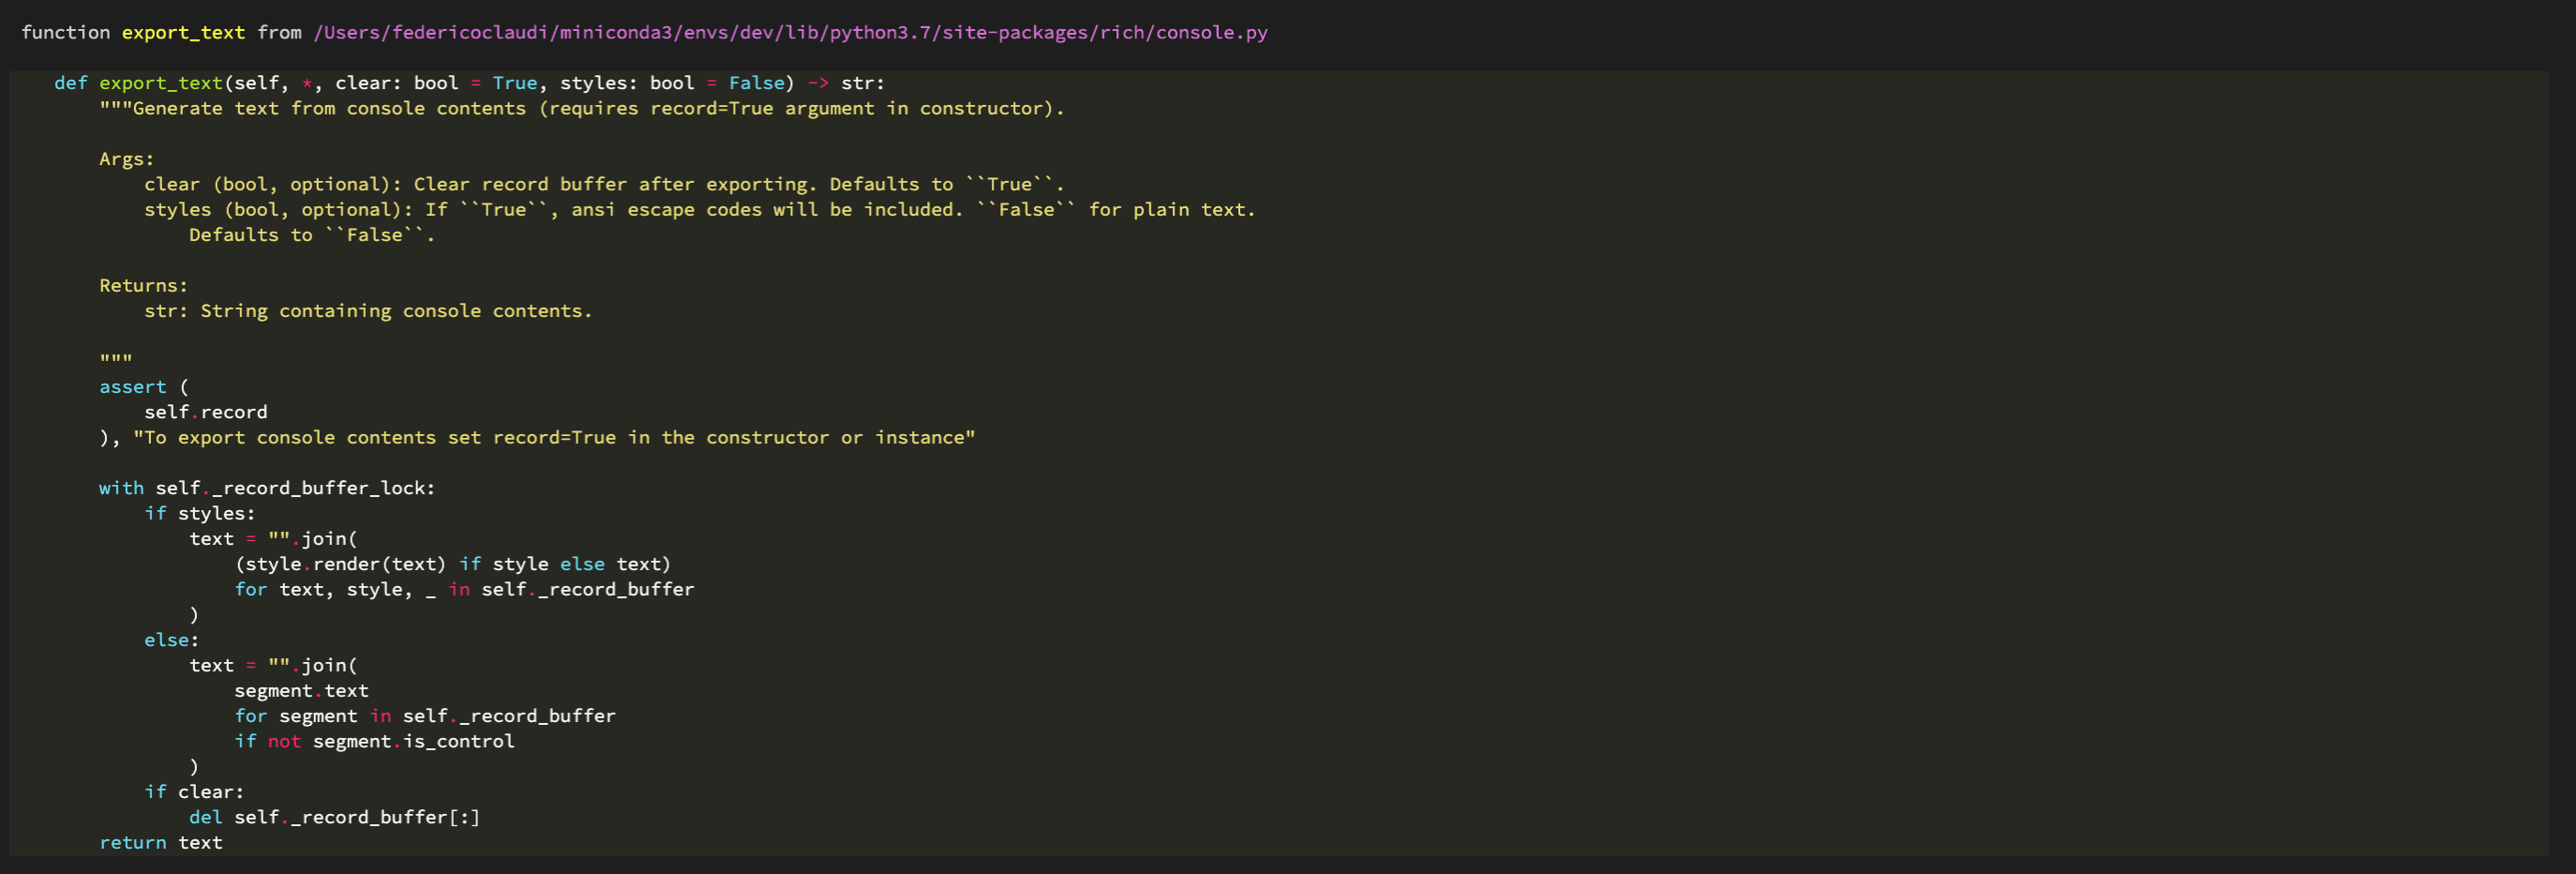 function export_text from /Users/federicoclaudi/miniconda3/envs/dev/lib/python3.7/site-packages/rich/console.py
    def export_text(self, *, clear: bool = True, styles: bool = False) -> str:
        """Generate text from console contents (requires record=True argument in constructor).

        Args:
            clear (bool, optional): Clear record buffer after exporting. Defaults to ``True``.
            styles (bool, optional): If ``True``, ansi escape codes will be included. ``False`` for plain text.
                Defaults to ``False``.

        Returns:
            str: String containing console contents.

        """
        assert (
            self.record
        ), "To export console contents set record=True in the constructor or instance"

        with self._record_buffer_lock:
            if styles:
                text = "".join(
                    (style.render(text) if style else text)
                    for text, style, _ in self._record_buffer
                )
            else:
                text = "".join(
                    segment.text
                    for segment in self._record_buffer
                    if not segment.is_control
                )
            if clear:
                del self._record_buffer[:]
        return text